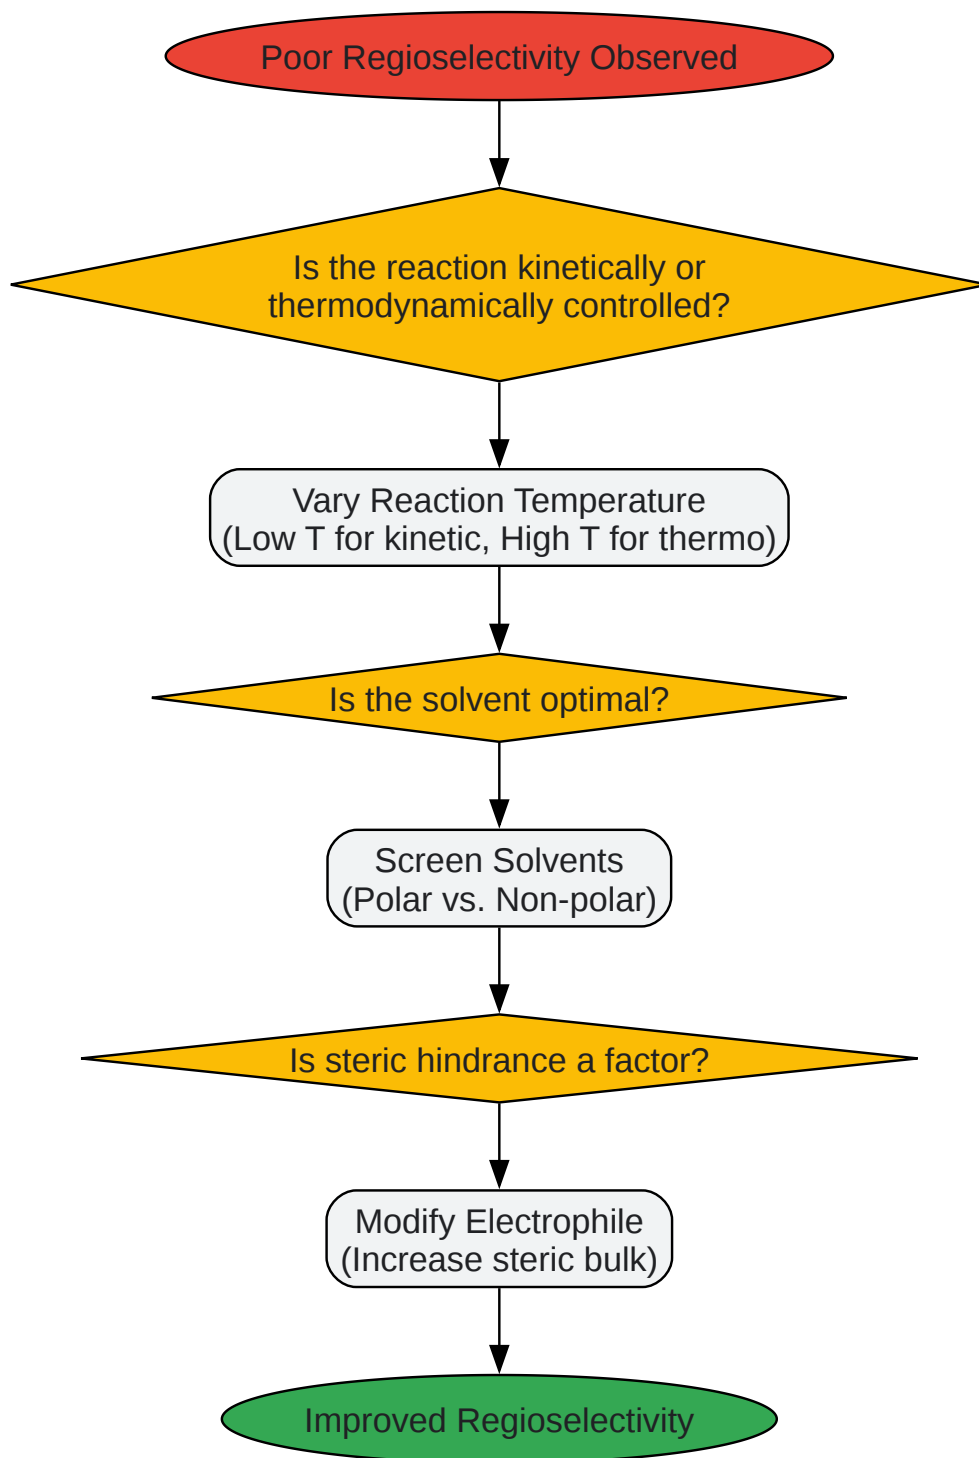 Poor Regioselectivity Observed
Is the reaction kinetically or
thermodynamically controlled?
Vary Reaction Temperature
(Low T for kinetic, High T for thermo)
Is the solvent optimal?
Screen Solvents
(Polar vs. Non-polar)
Is steric hindrance a factor?
Modify Electrophile
(Increase steric bulk)
Improved Regioselectivity